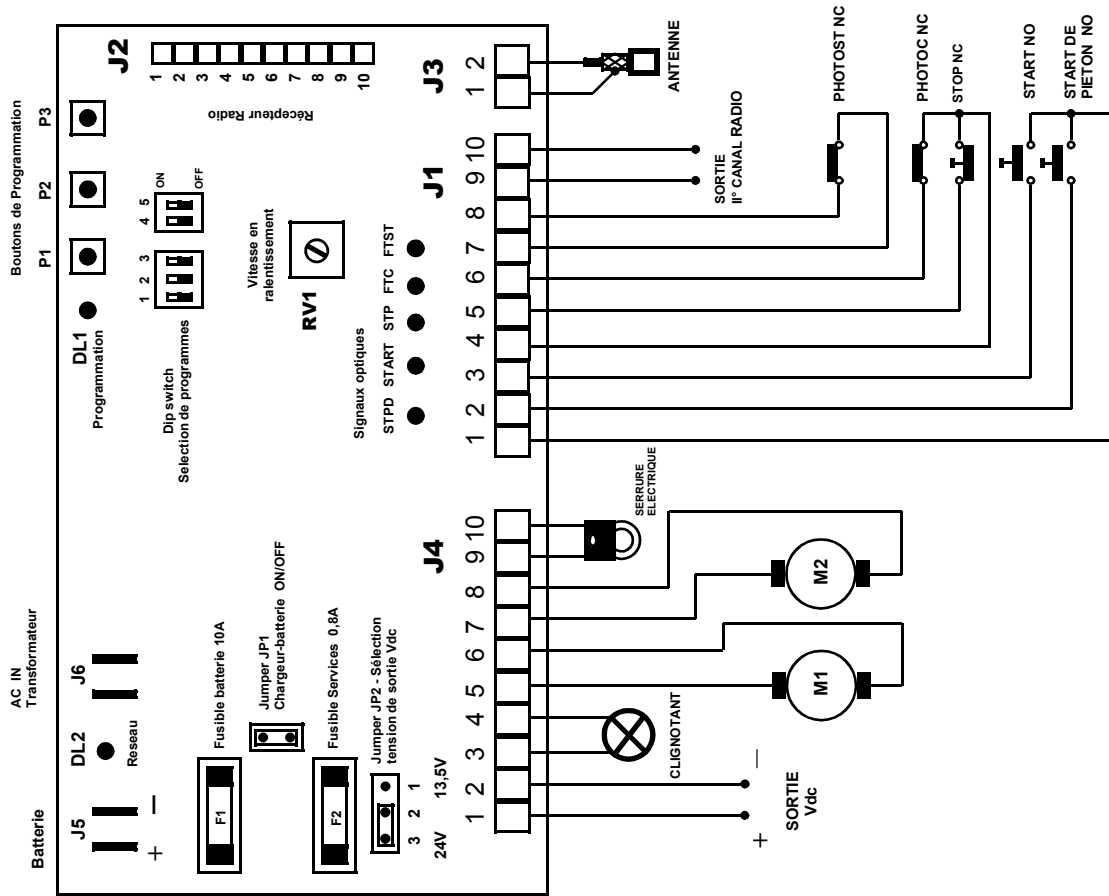 Batterie
J5
+ −
DL2
Reseau
AC IN
Transformateur
J6
Boutons de Programmation
P1 P2 P3
DL1
Programmation
1 2 3
4 5
ON
OFF
Dip switch
Selection de programmes
J2
1
2
3
4
5
6
7
8
9
10
Récepteur Radio
Fusible batterie 10A
F1
Jumper JP1
Chargeur-batterie ON/OFF
Fusible Services 0,8A
F2
Jumper JP2 - Sélection
tension de sortie Vdc
3 2 1
24V 13,5V
Vitesse en
ralentissement
RV1
Signaux optiques
STPD START STP FTC FTST
J4
1 2 3 4 5 6 7 8 9 10
J1
1 2 3 4 5 6 7 8 9 10
J3
1 2
+ −
SORTIE
Vdc
CLIGNOTANT
M1
M2
SERRURE
ELECTRIQUE
SORTIE
II° CANAL RADIO
ANTENNE
PHOTOST NC
PHOTOC NC
STOP NC
START NO
START DE
PIETON NO